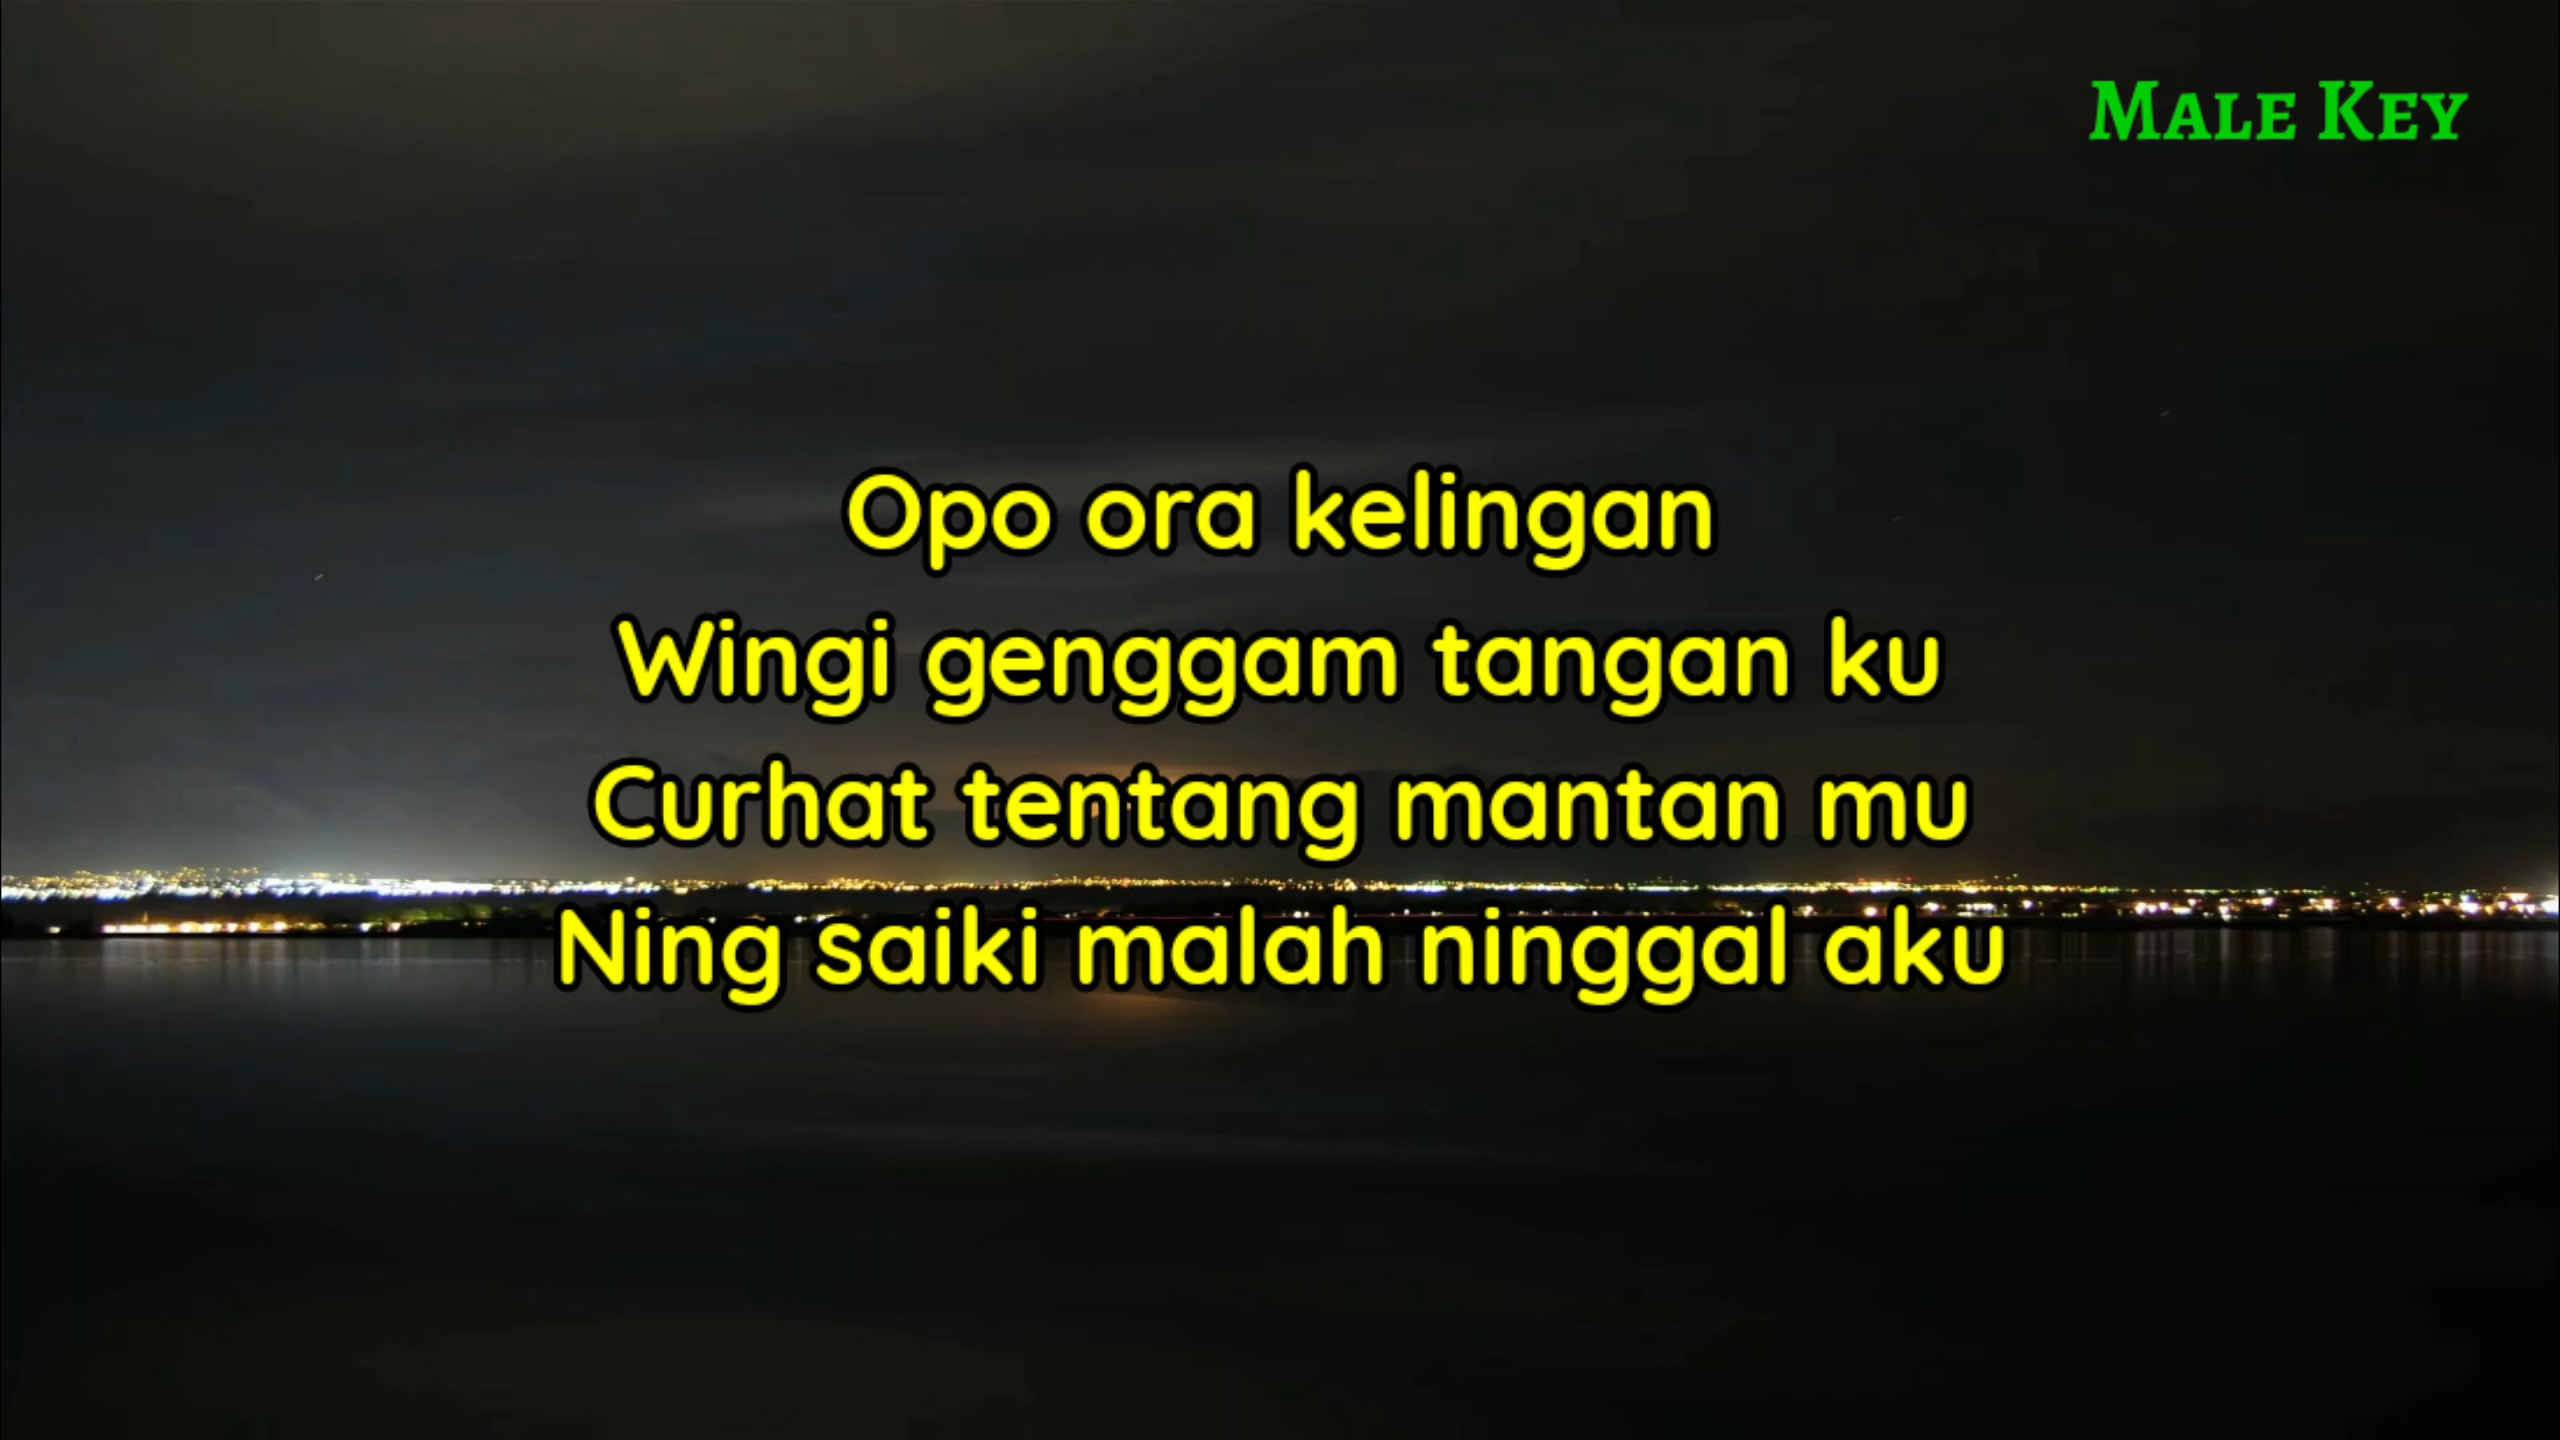 Male Key
Opo ora kelingan
Wingi genggam tangan ku
Curhat tentang mantan mu
Ning saiki malah ninggal aku